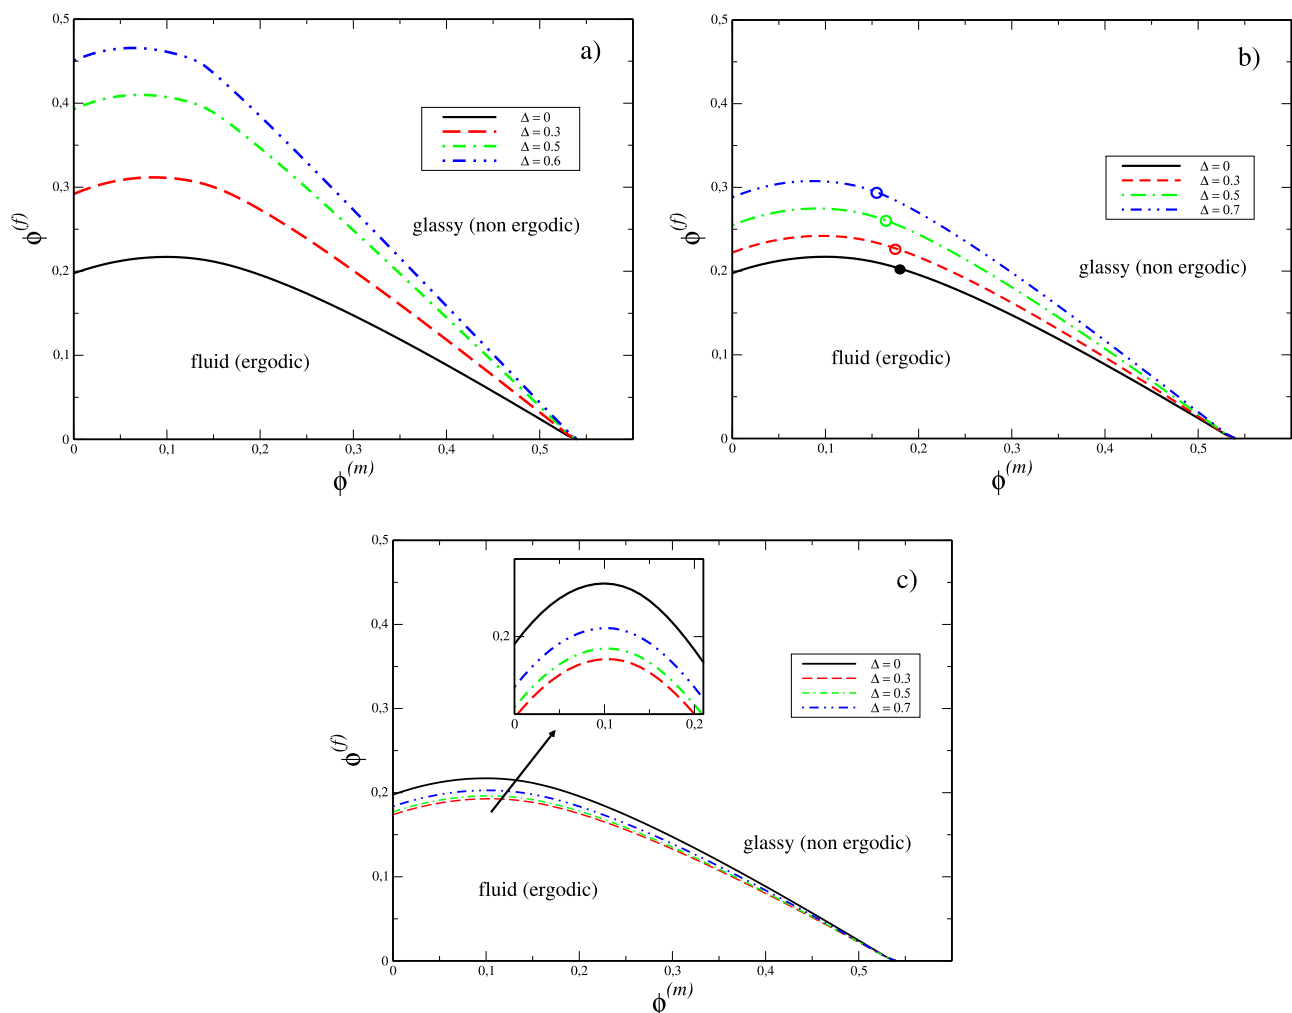 a)
0,5
0,4
0,3
0,2
0,1
0
ϕ(f)
Δ = 0
Δ = 0.3
Δ = 0.5
Δ = 0.6
glassy (non ergodic)
fluid (ergodic)
0 0,1 0,2 0,3 0,4 0,5
ϕ(m)
b)
0,5
0,4
0,3
0,2
0,1
0
ϕ(f)
Δ = 0
Δ = 0.3
Δ = 0.5
Δ = 0.7
glassy (non ergodic)
fluid (ergodic)
0 0,1 0,2 0,3 0,4 0,5
ϕ(m)
c)
0,5
0,4
0,3
0,2
0,1
0
ϕ(f)
0,2
0 0,1 0,2
Δ = 0
Δ = 0.3
Δ = 0.5
Δ = 0.7
glassy (non ergodic)
fluid (ergodic)
0 0,1 0,2 0,3 0,4 0,5
ϕ(m)